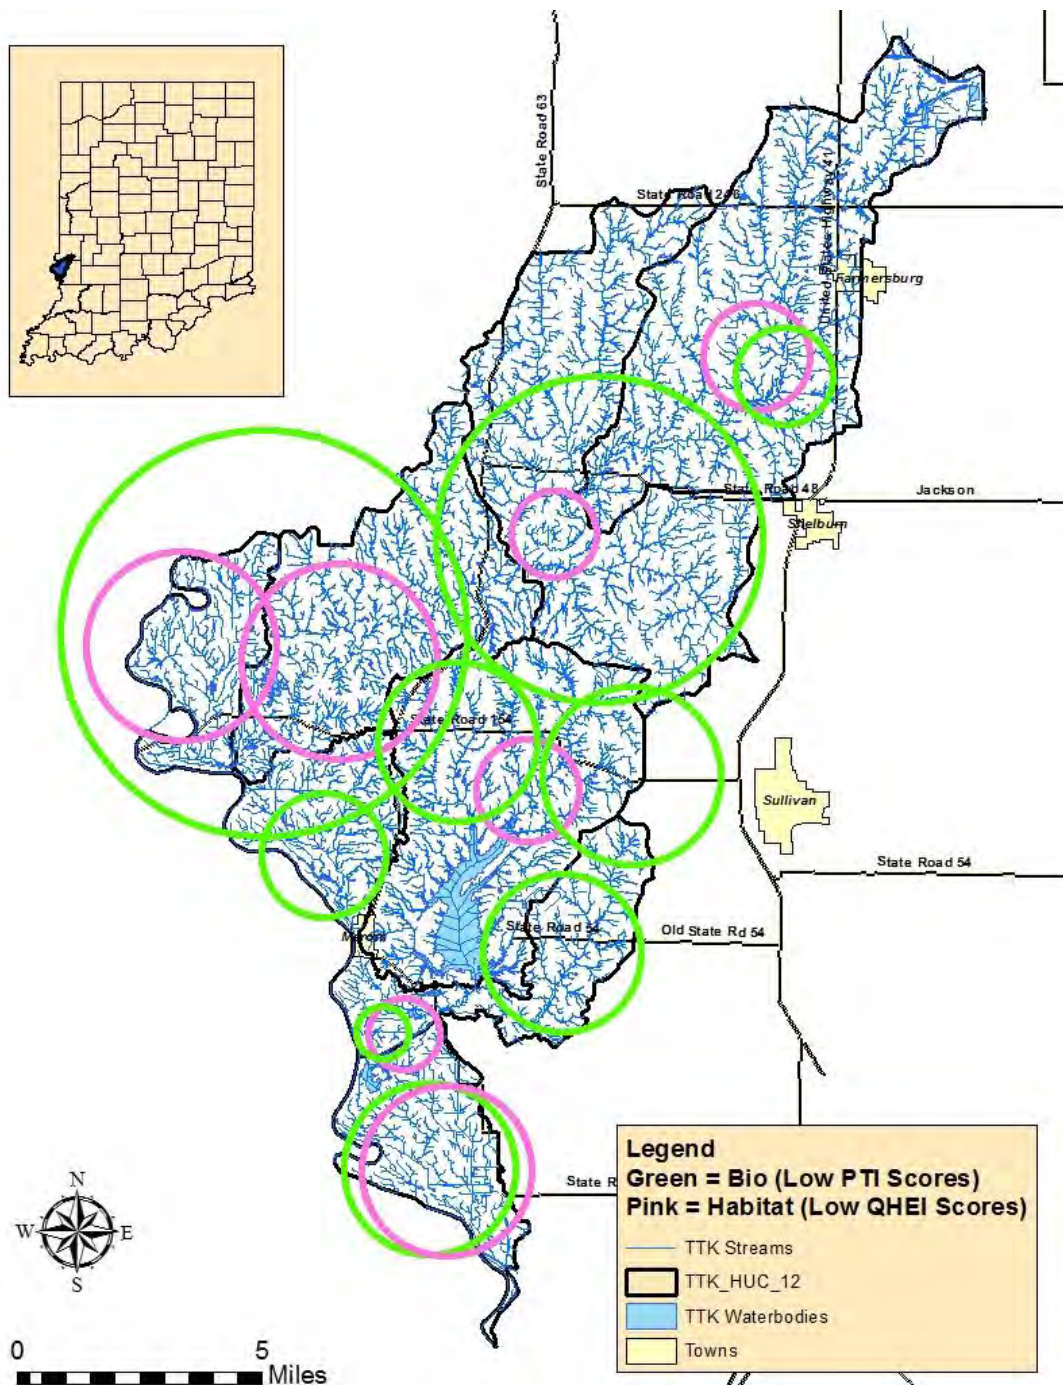 State Road 63
State Road 246
United States Highway 41
Farmersburg
State Road 48
Jackson
Shelburn
State Road 154
Sullivan
State Road 54
State Road 54
Old State Rd 54
Merom
State R
Legend
Green = Bio (Low PTI Scores)
Pink = Habitat (Low QHEI Scores)
TTK Streams
TTK_HUC_12
TTK Waterbodies
Towns
N
W
E
S
0
5
Miles